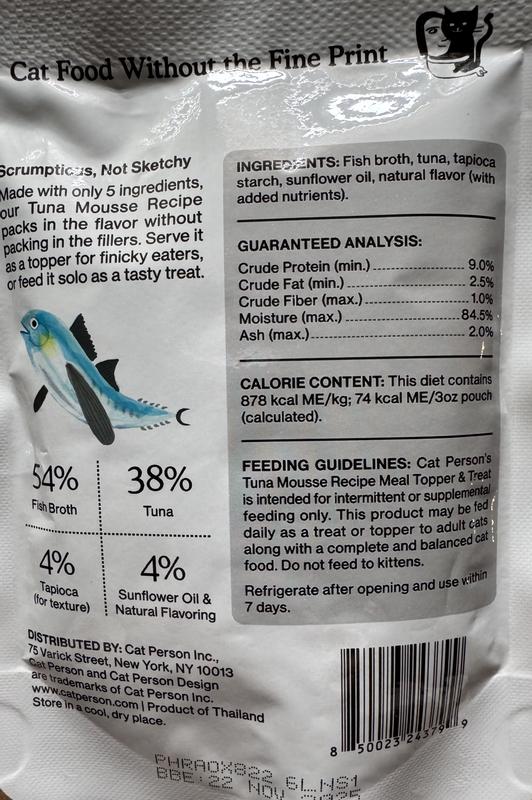 Cat Food Without the Fine Print
Scrumptious, Not Sketchy
Made with only 5 ingredients,
our Tuna Mousse Recipe
packs in the flavor without
packing in the fillers. Serve it
as a topper for finicky eaters,
or feed it solo as a tasty treat.
54%
Fish Broth
38%
Tuna
4%
Tapioca
(for texture)
4%
Sunflower Oil &
Natural Flavoring
DISTRIBUTED BY: Cat Person Inc.,
75 Varick Street, New York, NY 10013
Cat Person and Cat Person Design
are trademarks of Cat Person Inc.
www.catperson.com | Product of Thailand
Store in a cool, dry place.
INGREDIENTS: Fish broth, tuna, tapioca
starch, sunflower oil, natural flavor (with
added nutrients).
GUARANTEED ANALYSIS:
Crude Protein (min.) 9.0%
Crude Fat (min.) 2.5%
Crude Fiber (max.) 1.0%
Moisture (max.) 84.5%
Ash (max.) 2.0%
CALORIE CONTENT: This diet contains
878 kcal ME/kg; 74 kcal ME/3oz pouch
(calculated).
FEEDING GUIDELINES: Cat Person's
Tuna Mousse Recipe Meal Topper & Treat
is intended for intermittent or supplemental
feeding only. This product may be fed
daily as a treat or topper to adult cats
along with a complete and balanced cat
food. Do not feed to kittens.
Refrigerate after opening and use within
7 days.
8 50023 24379 9
PHRAOX822 6LNS1
BBE:22 NOV 2025